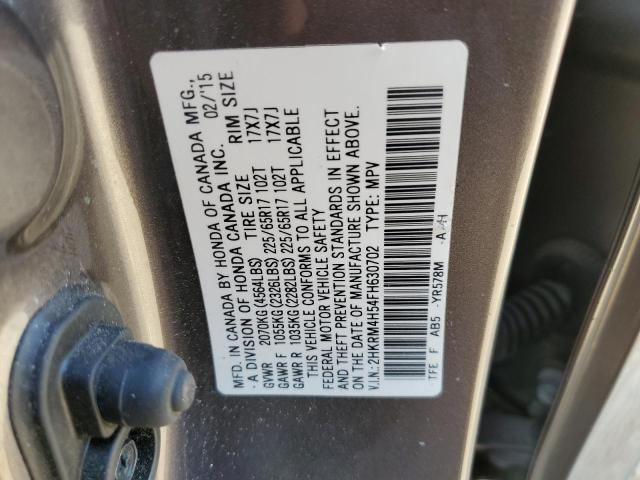 MFD. IN CANADA BY HONDA OF CANADA MFG.,
- A DIVISION OF HONDA CANADA INC. 02/'15
TIRE SIZE RIM SIZE
GVWR 2070KG(4564LBS)
GAWR F 1055KG(2326LBS) 225/65R17 102T 17X7J
GAWR R 1035KG(2282LBS) 225/65R17 102T 17X7J
THIS VEHICLE CONFORMS TO ALL APPLICABLE
FEDERAL MOTOR VEHICLE SAFETY
AND THEFT PREVENTION STANDARDS IN EFFECT
ON THE DATE OF MANUFACTURE SHOWN ABOVE.
V.I.N.: 2HKRM4H54FH630702 TYPE: MPV
TFE F AB5 -YR578M